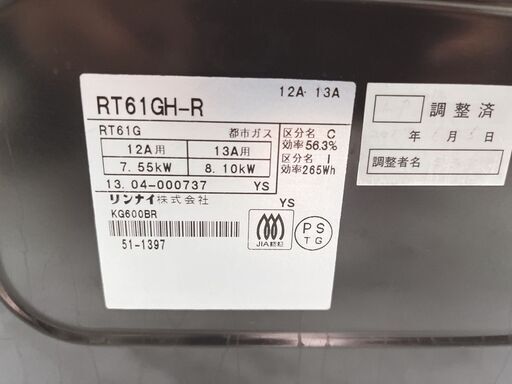 12A・13A
RT61GH-R
RT61G 都市ガス
12A用 13A用
7.55kW 8.10kW
区分名 C
効率56.3%
区分名 I
効率265Wh
13.04-000737 YS
リンナイ株式会社 YS
KG600BR
51-1397
JIA認証
PS
TG
調整済
調整者名